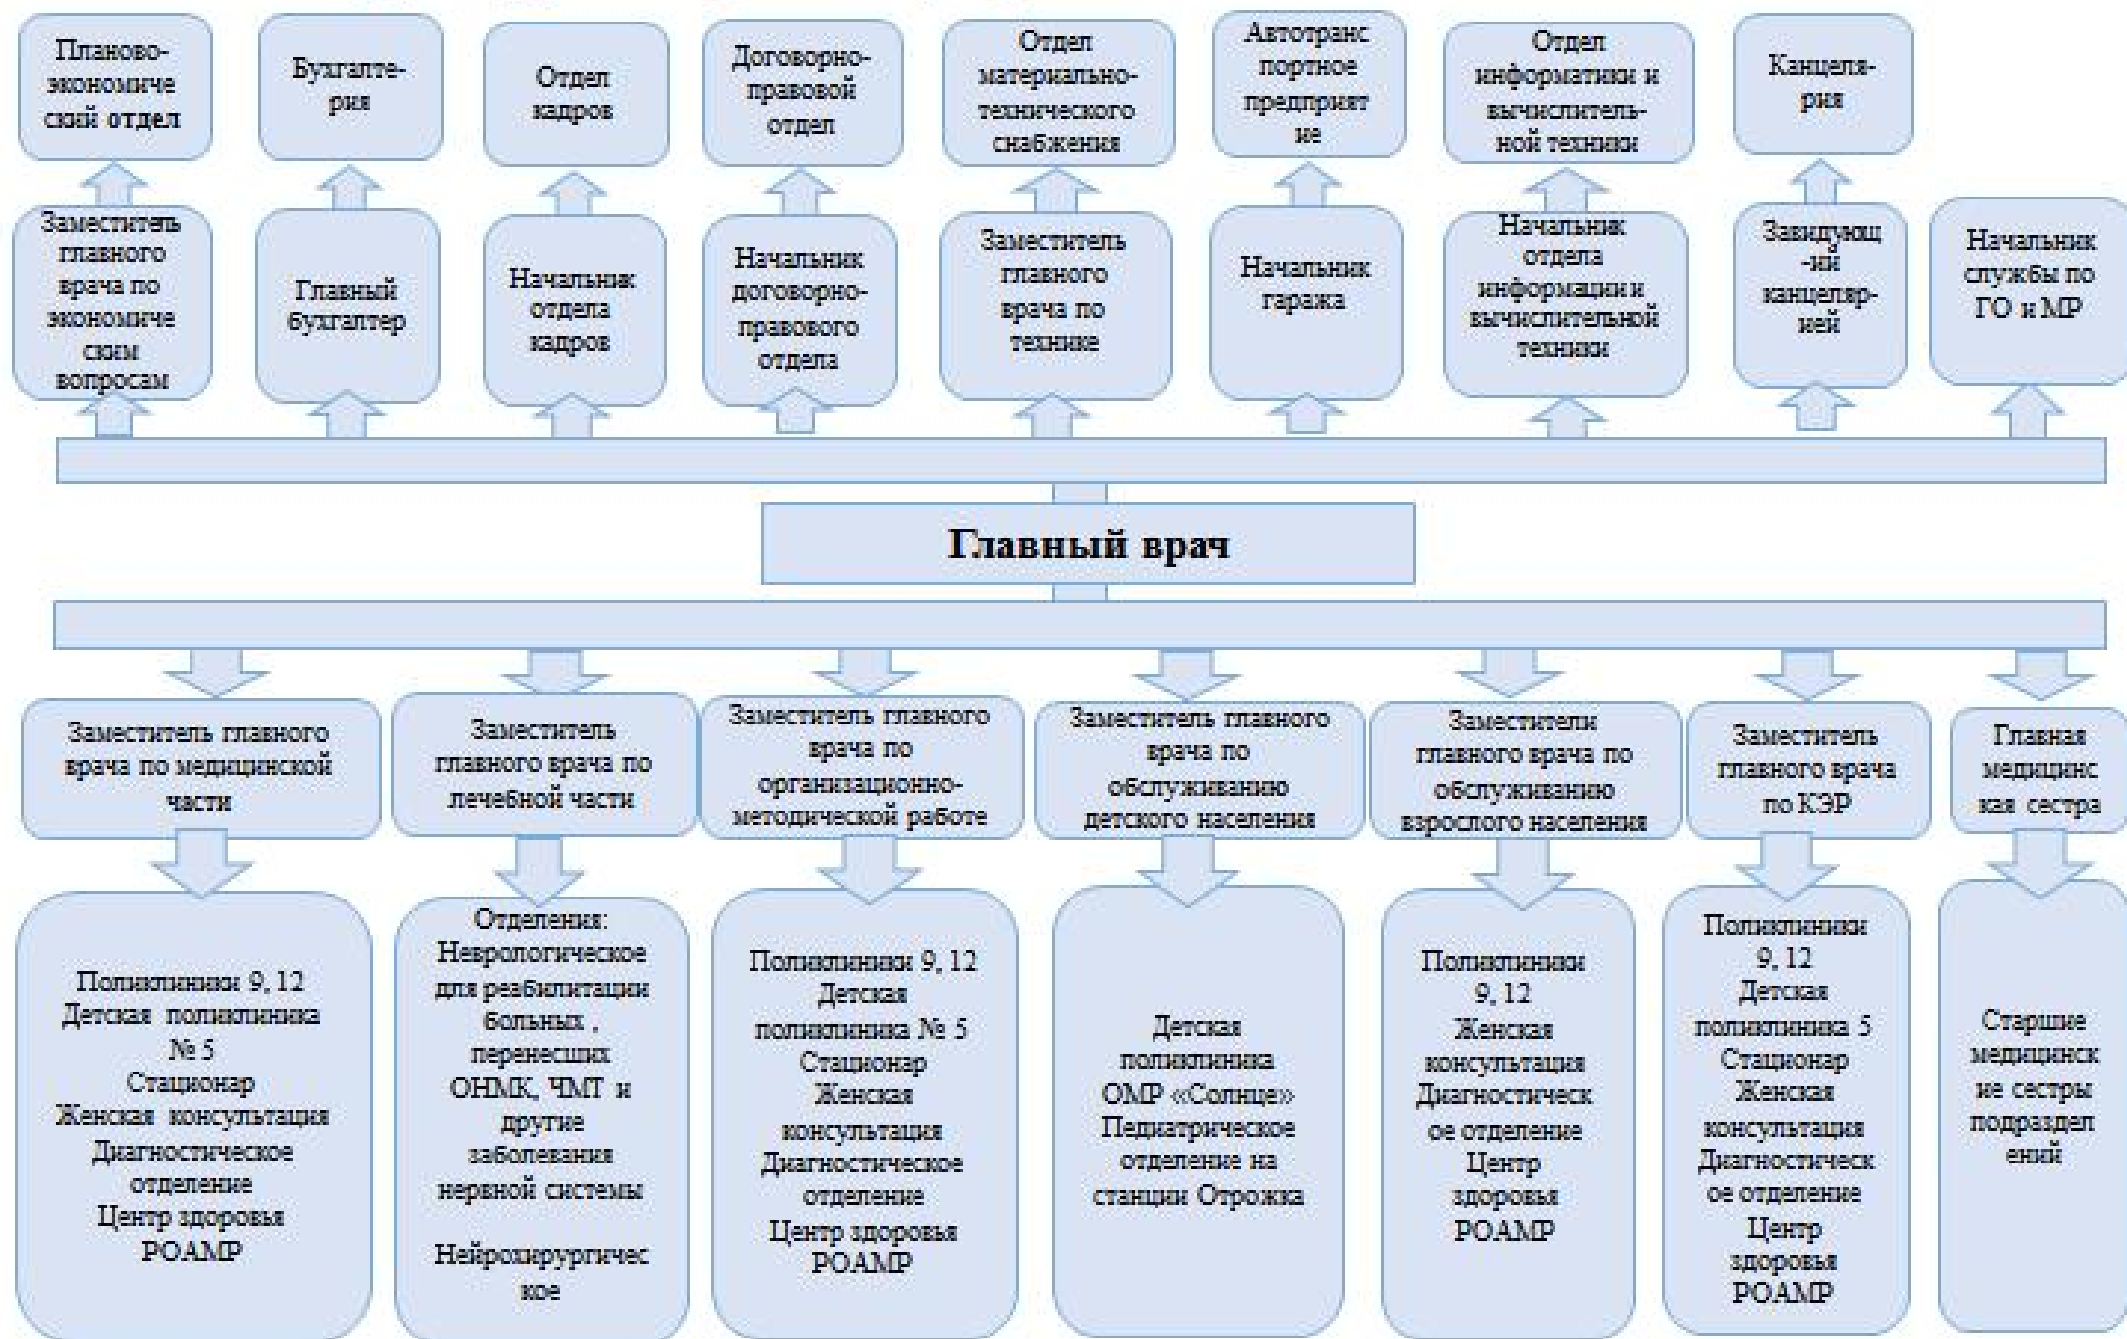 Планово-
экономиче
ский отдел
Бухгалте-
рия
Отдел
кадров
Договорно-
правовой
отдел
Отдел
материально-
технического
снабжения
Автотранс
портное
предприят
ие
Отдел
информатики и
вычислитель-
ной техники
Канцеля-
рия
Заместитель
главного
врача по
экономиче
ским
вопросам
Главный
бухгалтер
Начальник
отдела
кадров
Начальник
договорно-
правового
отдела
Заместитель
главного
врача по
технике
Начальник
гаража
Начальник
отдела
информации и
вычислительной
техники
Завидующ
-ий
канцеляр-
ией
Начальник
службы по
ГО и МР
Главный врач
Заместитель главного
врача по медицинской
части
Заместитель
главного врача по
лечебной части
Заместитель главного
врача по
организационно-
методической работе
Заместитель главного
врача по
обслуживанию
детского населения
Заместители
главного врача по
обслуживанию
взрослого населения
Заместитель
главного врача
по КЭР
Главная
медицинс
кая сестра
Поликлиники 9, 12
Детская поликлиника
№ 5
Стационар
Женская консультация
Диагностическое
отделение
Центр здоровья
РОАМР
Отделения:
Неврологическое
для реабилитации
больных ,
перенесших
ОНМК, ЧМТ и
другие
заболевания
нервной системы
Нейрохирургичес
кое
Поликлиники 9, 12
Детская
поликлиника № 5
Стационар
Женская
консультация
Диагностическое
отделение
Центр здоровья
РОАМР
Детская
поликлиника
ОМР «Солнце»
Педиатрическое
отделение на
станции Отрожка
Поликлиники
9, 12
Женская
консультация
Диагностическ
ое отделение
Центр
здоровья
РОАМР
Поликлиники
9, 12
Детская
поликлиника 5
Стационар
Женская
консультация
Диагностическ
ое отделение
Центр
здоровья
РОАМР
Старшие
медицинск
ие сестры
подраздел
ений